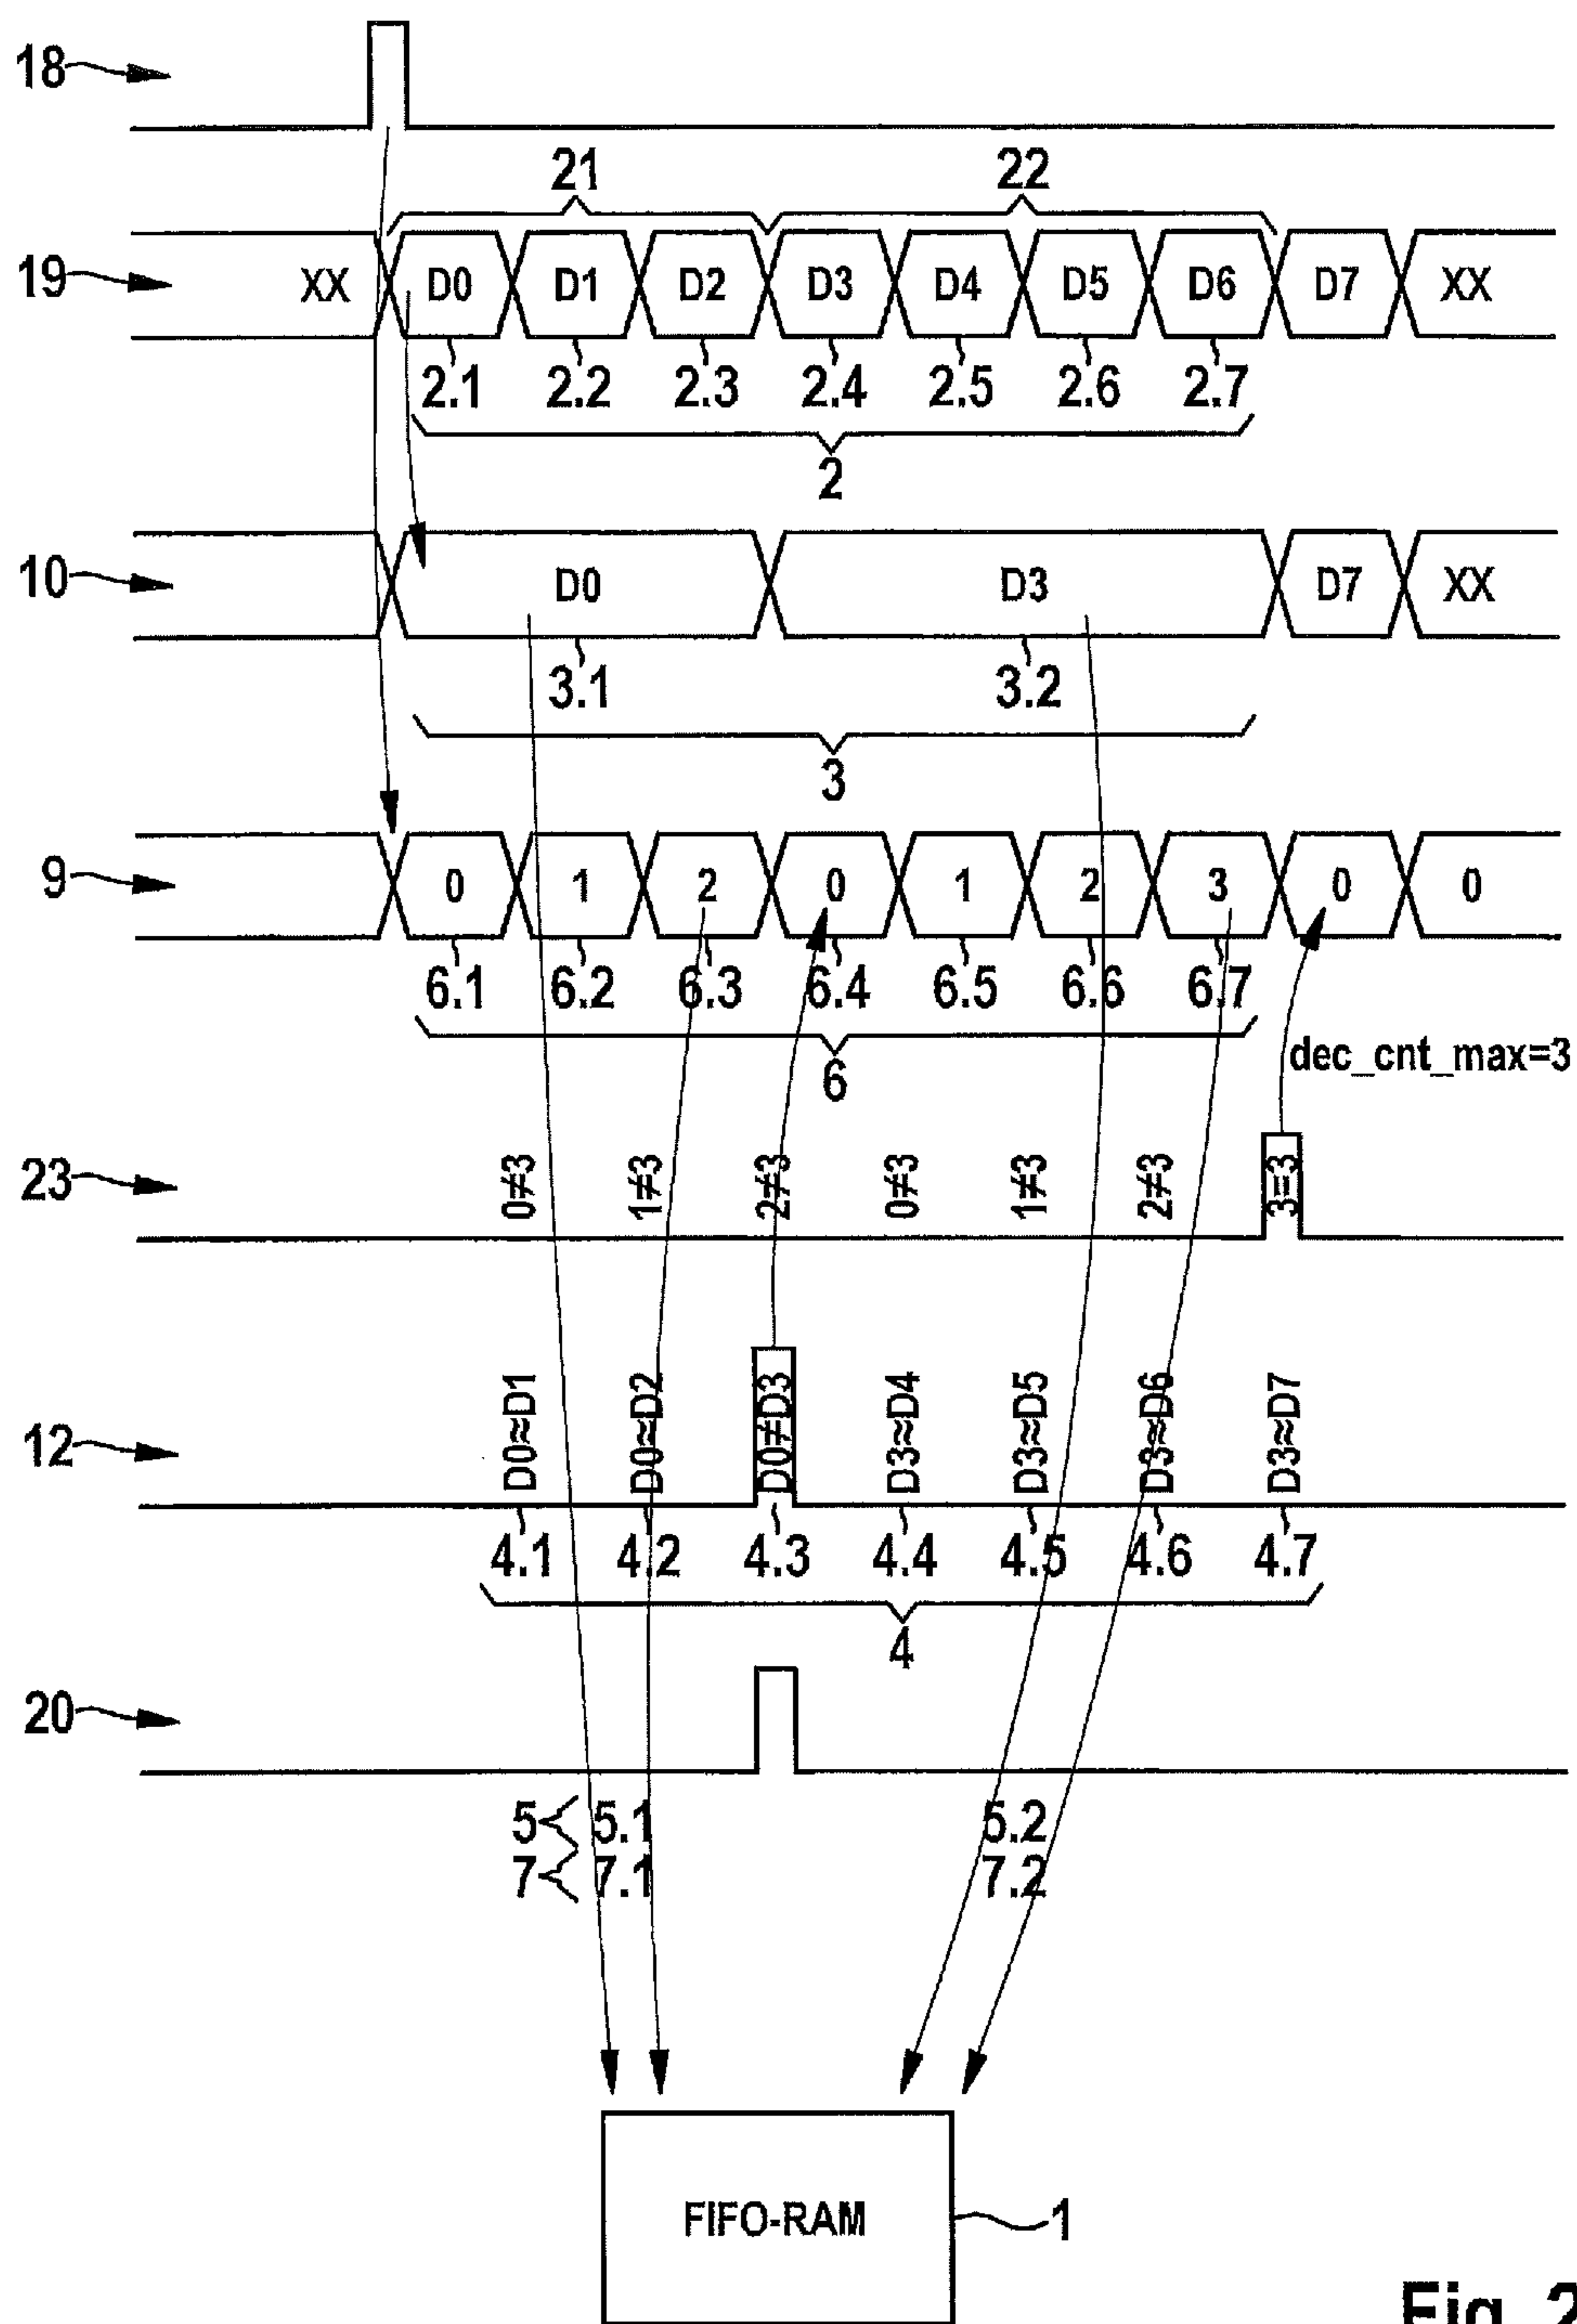 18
21 22
19 XX D0 D1 D2 D3 D4 D5 D6 D7 XX
2.1 2.2 2.3 2.4 2.5 2.6 2.7
2
10 D0 D3 D7 XX
3.1 3.2
3
9 0 1 2 0 1 2 3 0 0
6.1 6.2 6.3 6.4 6.5 6.6 6.7
6
dec_cnt_max=3
23 0≠3 1≠3 2≠3 0≠3 1≠3 2≠3 3=3
12 D0≈D1 D0≈D2 D0≠D3 D3≈D4 D3≈D5 D3≈D6 D3≈D7
4.1 4.2 4.3 4.4 4.5 4.6 4.7
4
20
5 5.1 5.2
7 7.1 7.2
FIFO-RAM 1
Fig. 2